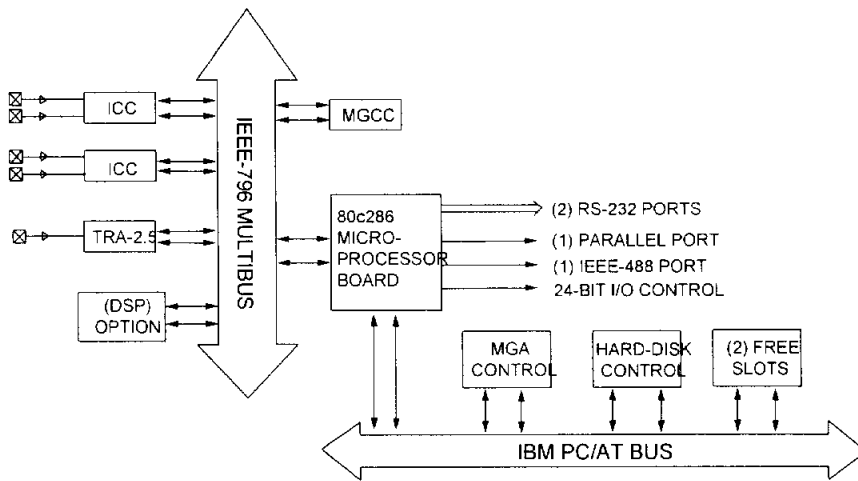 ICC
MGCC
ICC
IEEE-796 MULTIBUS
80c286
MICRO-
PROCESSOR
BOARD
(2) RS-232 PORTS
(1) PARALLEL PORT
(1) IEEE-488 PORT
24-BIT I/O CONTROL
TRA-2.5
(DSP)
OPTION
MGA
CONTROL
HARD-DISK
CONTROL
(2) FREE
SLOTS
IBM PC/AT BUS